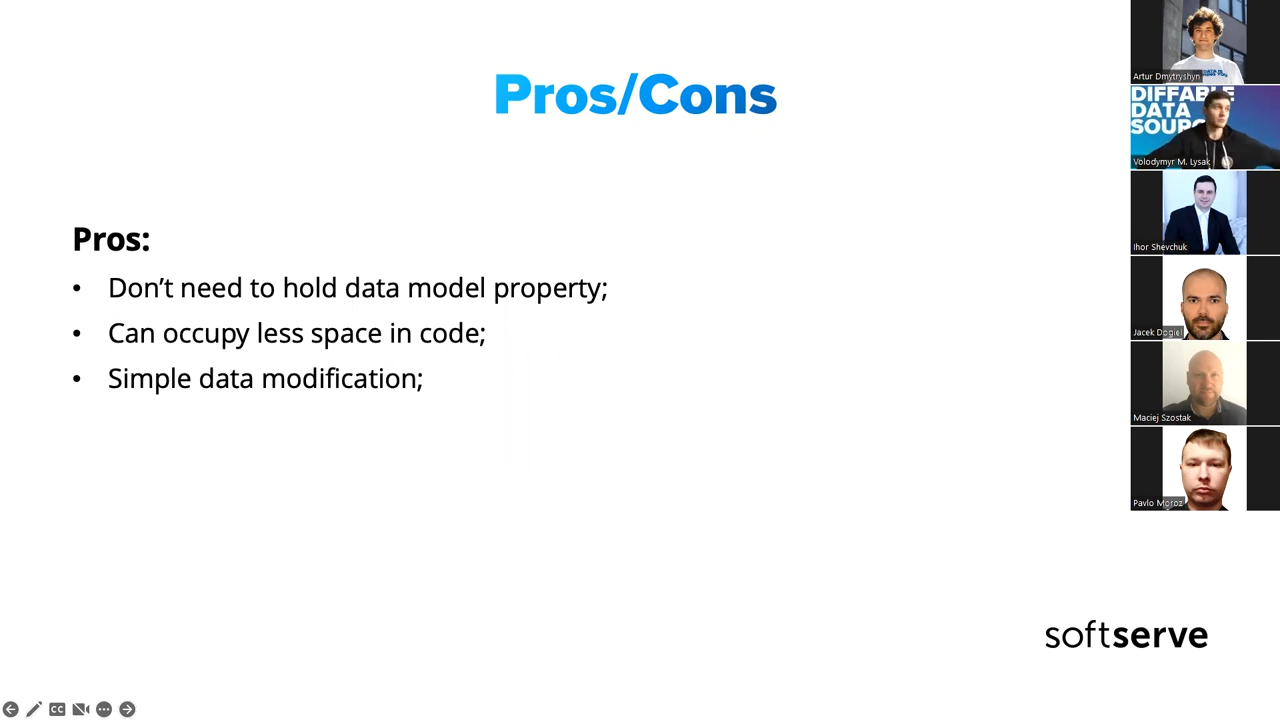 Pros/Cons
Pros:
• Don’t need to hold data model property;
• Can occupy less space in code;
• Simple data modification;
softserve
Artur Dmytryshyn
DIFFABLE
DATA
Volodymyr M. Lysak
Ihor Shevchuk
Jacek Dogiel
Maciej Szostak
Pavlo Moroz
CC